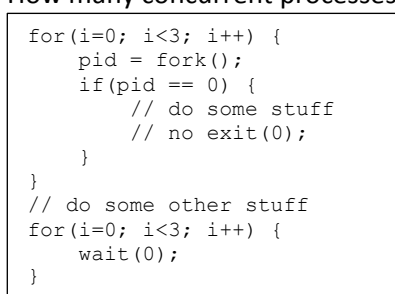 How many concurrent processes
for(i=0; i<3; i++) {
    pid = fork();
    if(pid == 0) {
        // do some stuff
        // no exit(0);
    }
}
// do some other stuff
for(i=0; i<3; i++) {
    wait(0);
}